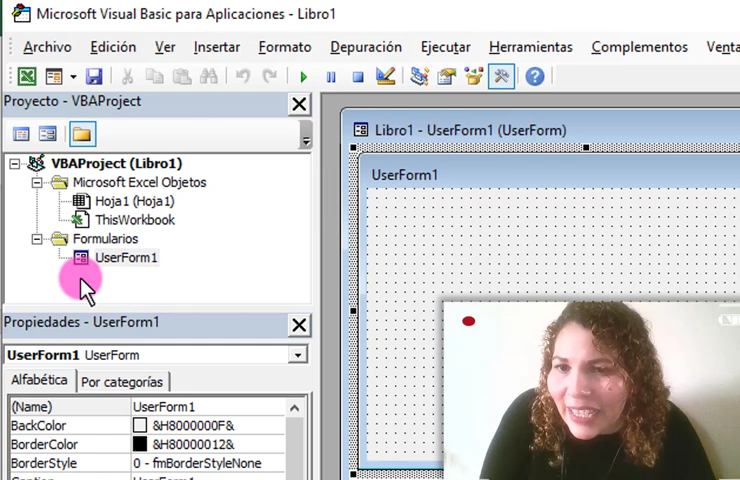 Microsoft Visual Basic para Aplicaciones - Libro1
Archivo Edición Ver Insertar Formato Depuración Ejecutar Herramientas Complementos Venta
Proyecto - VBAProject
VBAProject (Libro1)
Microsoft Excel Objetos
Hoja1 (Hoja1)
ThisWorkbook
Formularios
UserForm1
Propiedades - UserForm1
UserForm1 UserForm
Alfabética Por categorías
(Name) UserForm1
BackColor &H8000000F&
BorderColor &H80000012&
BorderStyle 0 - fmBorderStyleNone
Libro1 - UserForm1 (UserForm)
UserForm1